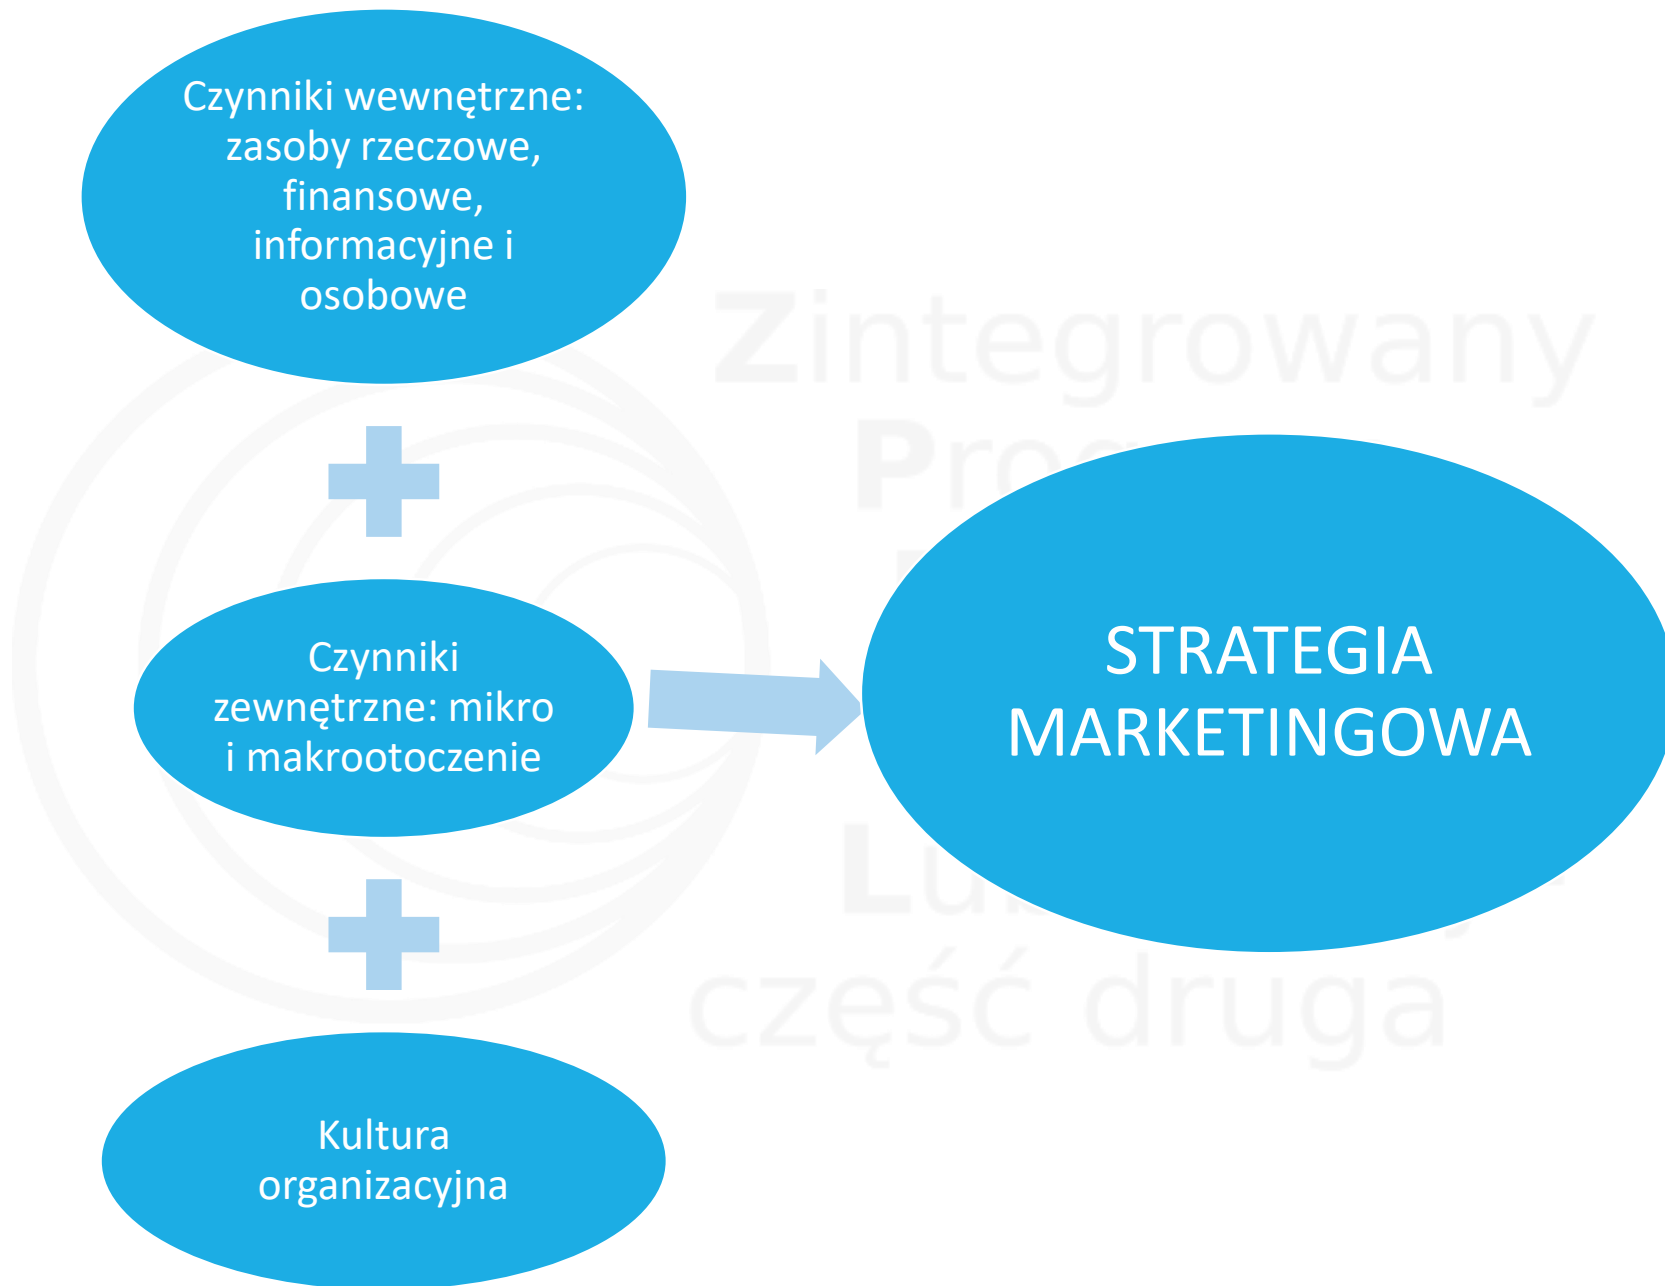 Czynniki wewnętrzne:
zasoby rzeczowe,
finansowe,
informacyjne i
osobowe
Zintegrowany
Czynniki
zewnętrzne: mikro
i makrootoczenie
STRATEGIA
MARKETINGOWA
część druga
Kultura
organizacyjna